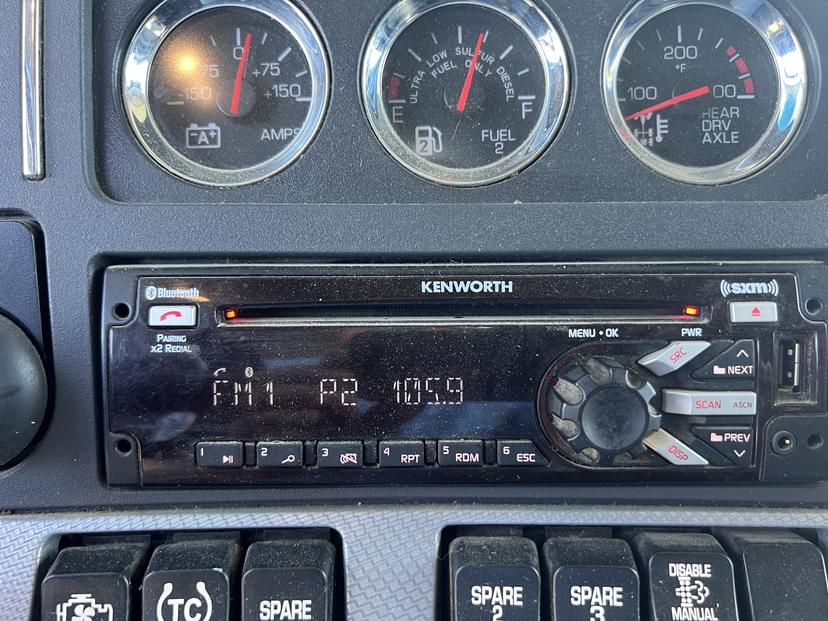 0
-75 +75
-150 +150
A+
AMPS
ULTRA LOW SULFUR DIESEL
FUEL ONLY
E F
2
FUEL
2
200
°F
100 00
REAR
DRV
AXLE
Bluetooth
KENWORTH
((sxm))
PAIRING
X2 REDIAL
MENU • OK
PWR
SRC
NEXT
FM1 P2 105.9
SCAN ASCN
PREV
DISP
1
2
3
4 RPT
5 RDM
6 ESC
TC
SPARE
SPARE
2
SPARE
3
DISABLE
MANUAL